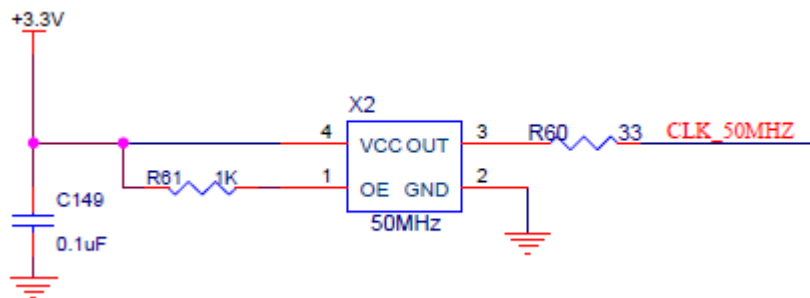 +3.3V
X2
4
VCC OUT
3
R60
33
CLK_50MHZ
R61
1K
1
OE GND
2
C149
50MHz
0.1uF